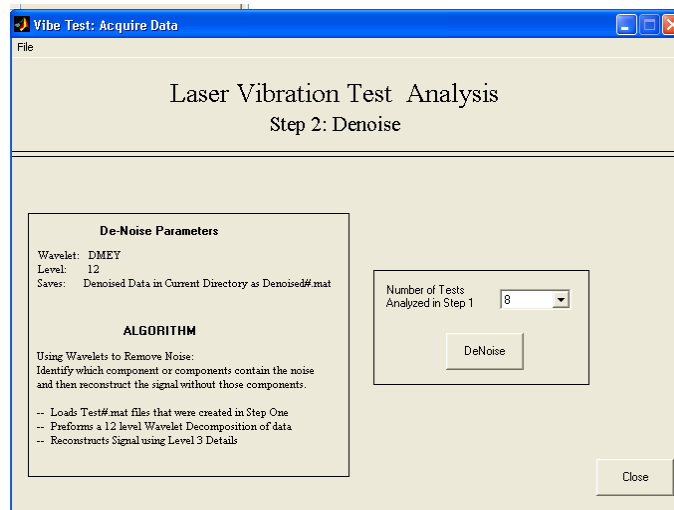 Vibe Test: Acquire Data
File
Laser Vibration Test Analysis
Step 2: Denoise
De-Noise Parameters
Wavelet: DMEY
Level: 12
Saves: Denoised Data in Current Directory as Denoised#.mat
ALGORITHM
Using Wavelets to Remove Noise:
Identify which component or components contain the noise
and then reconstruct the signal without those components.
-- Loads Test#.mat files that were created in Step One
-- Preforms a 12 level Wavelet Decomposition of data
-- Reconstructs Signal using Level 3 Details
Number of Tests
Analyzed in Step 1
8
DeNoise
Close